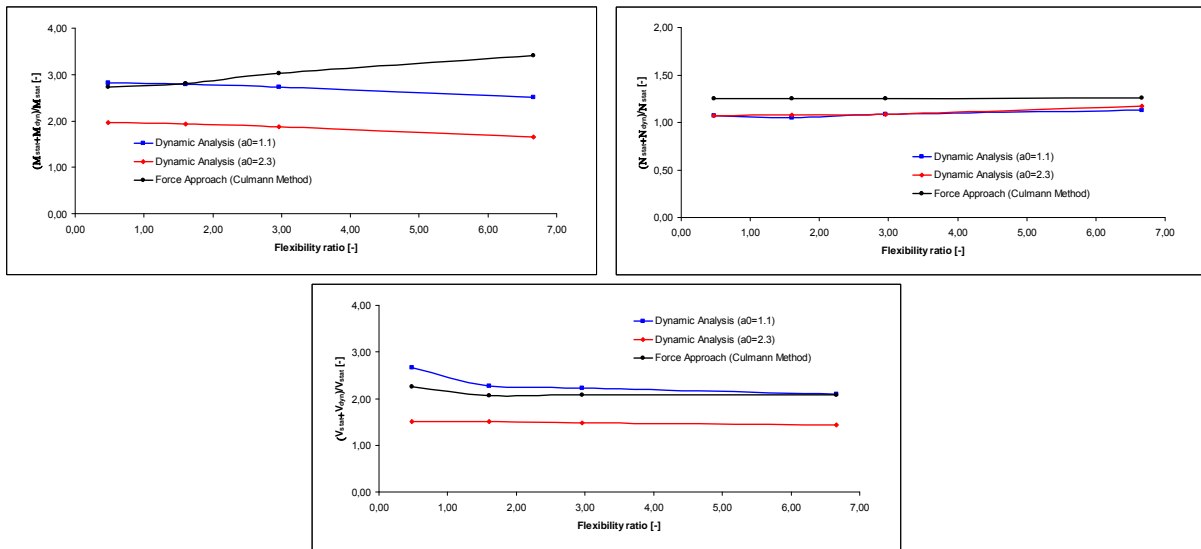 4,00
3,00
2,00
1,00
0,00
(Mstat+Mdyn)/Mstat [-]
Dynamic Analysis (a0=1.1)
Dynamic Analysis (a0=2.3)
Force Approach (Culmann Method)
0,00 1,00 2,00 3,00 4,00 5,00 6,00 7,00
Flexibility ratio [-]
2,00
1,50
1,00
0,50
0,00
(Nstat+Ndyn)/Nstat [-]
Dynamic Analysis (a0=1.1)
Dynamic Analysis (a0=2.3)
Force Approach (Culmann Method)
0,00 1,00 2,00 3,00 4,00 5,00 6,00 7,00
Flexibility ratio [-]
4,00
3,00
2,00
1,00
0,00
(Vstat+Vdyn)/Vstat [-]
Dynamic Analysis (a0=1.1)
Dynamic Analysis (a0=2.3)
Force Approach (Culmann Method)
0,00 1,00 2,00 3,00 4,00 5,00 6,00 7,00
Flexibility ratio [-]